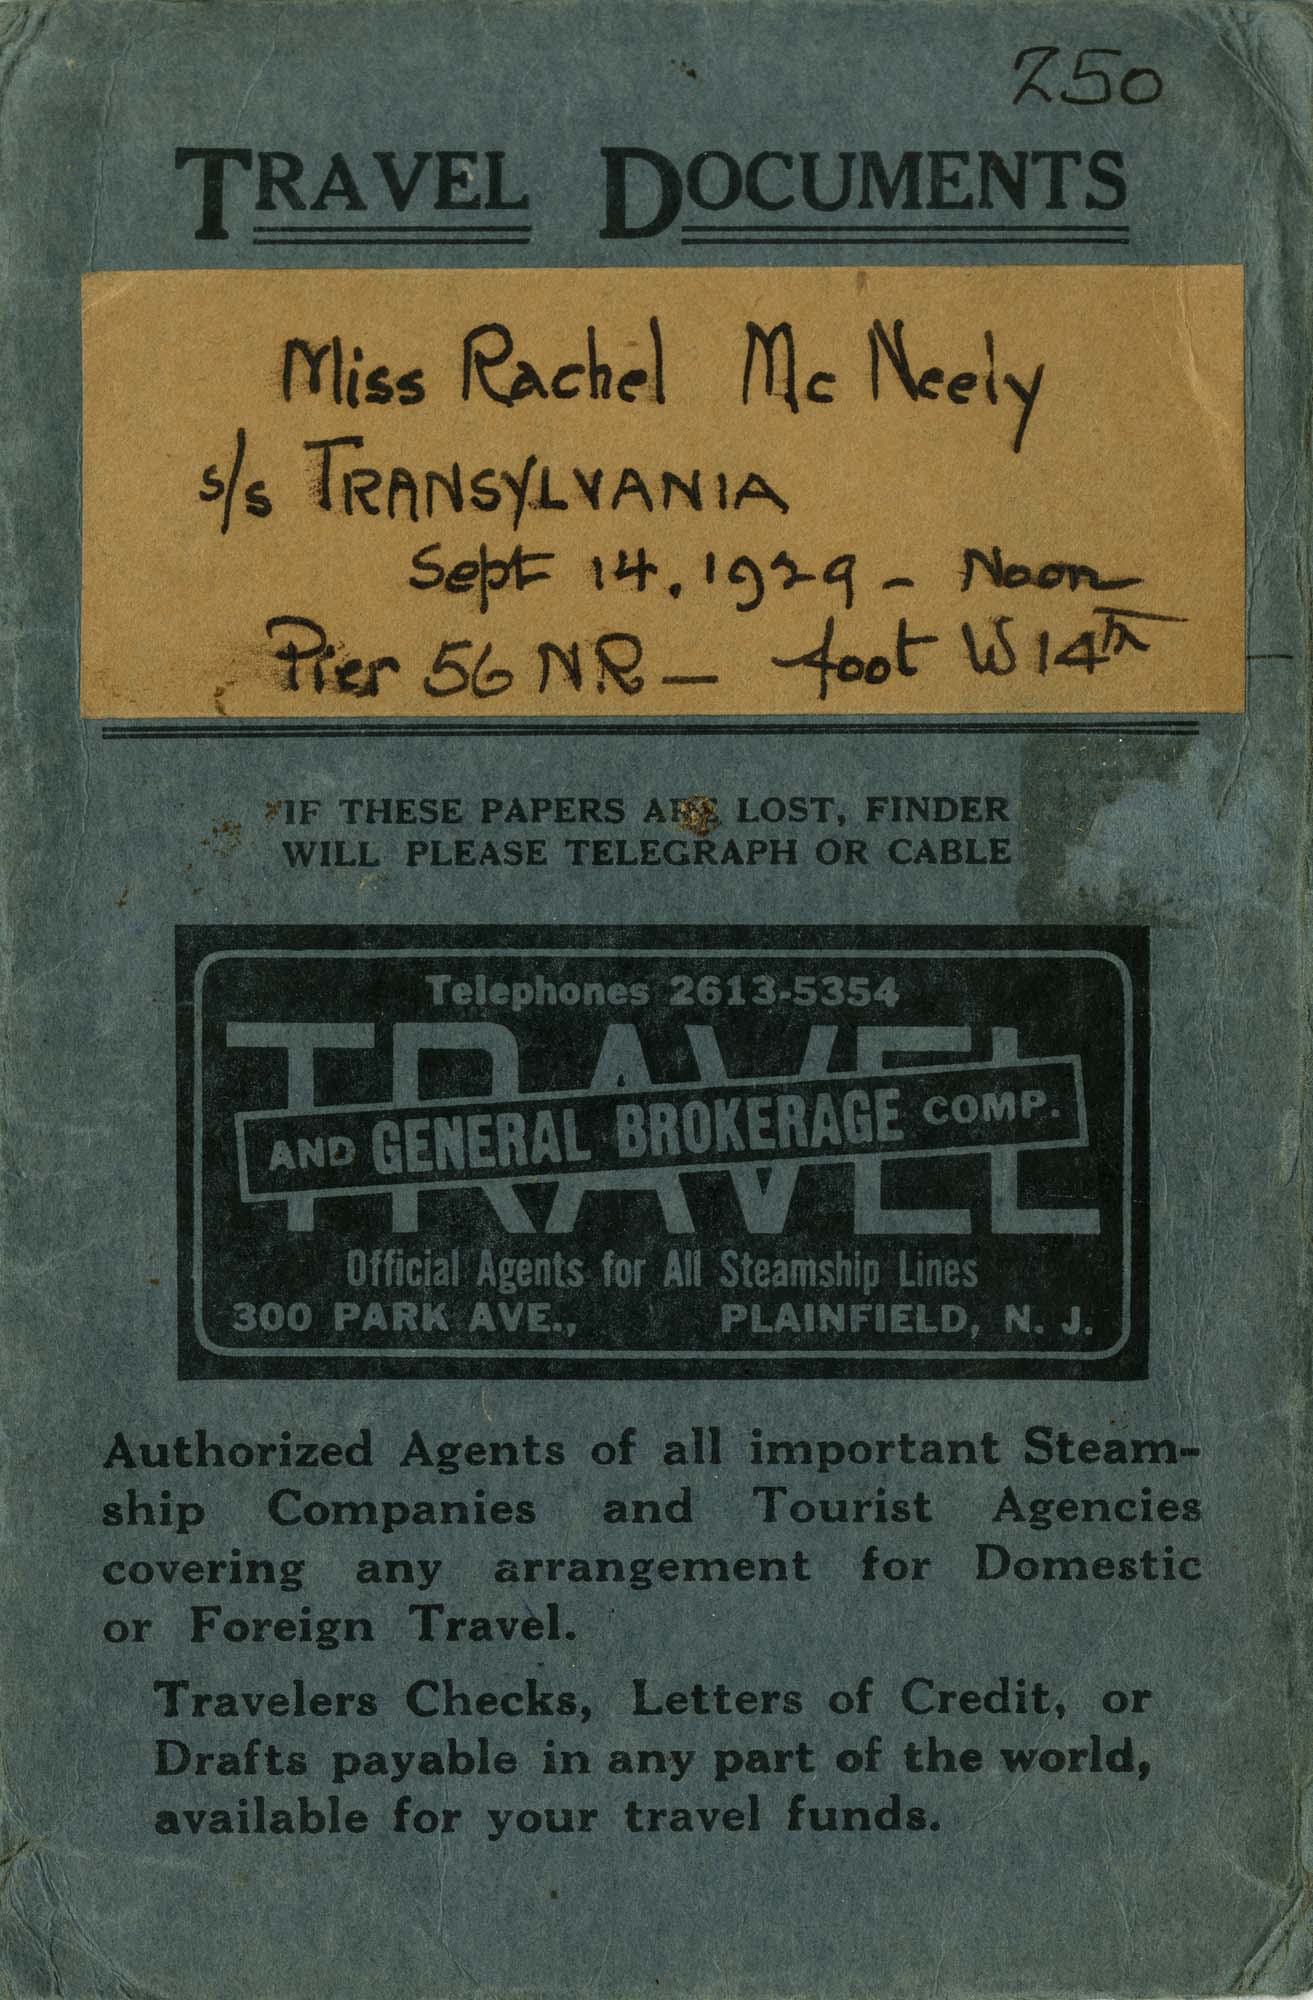 250
TRAVEL DOCUMENTS
Miss Rachel McNeely
s/s TRANSYLVANIA
Sept 14, 1929 - Noon
Pier 56 N.R. - foot W 14th
IF THESE PAPERS ARE LOST, FINDER
WILL PLEASE TELEGRAPH OR CABLE
Telephones 2613-5354
TRAVEL
AND GENERAL BROKERAGE COMP.
Official Agents for All Steamship Lines
300 PARK AVE., PLAINFIELD, N. J.
Authorized Agents of all important Steam-
ship Companies and Tourist Agencies
covering any arrangement for Domestic
or Foreign Travel.
Travelers Checks, Letters of Credit, or
Drafts payable in any part of the world,
available for your travel funds.